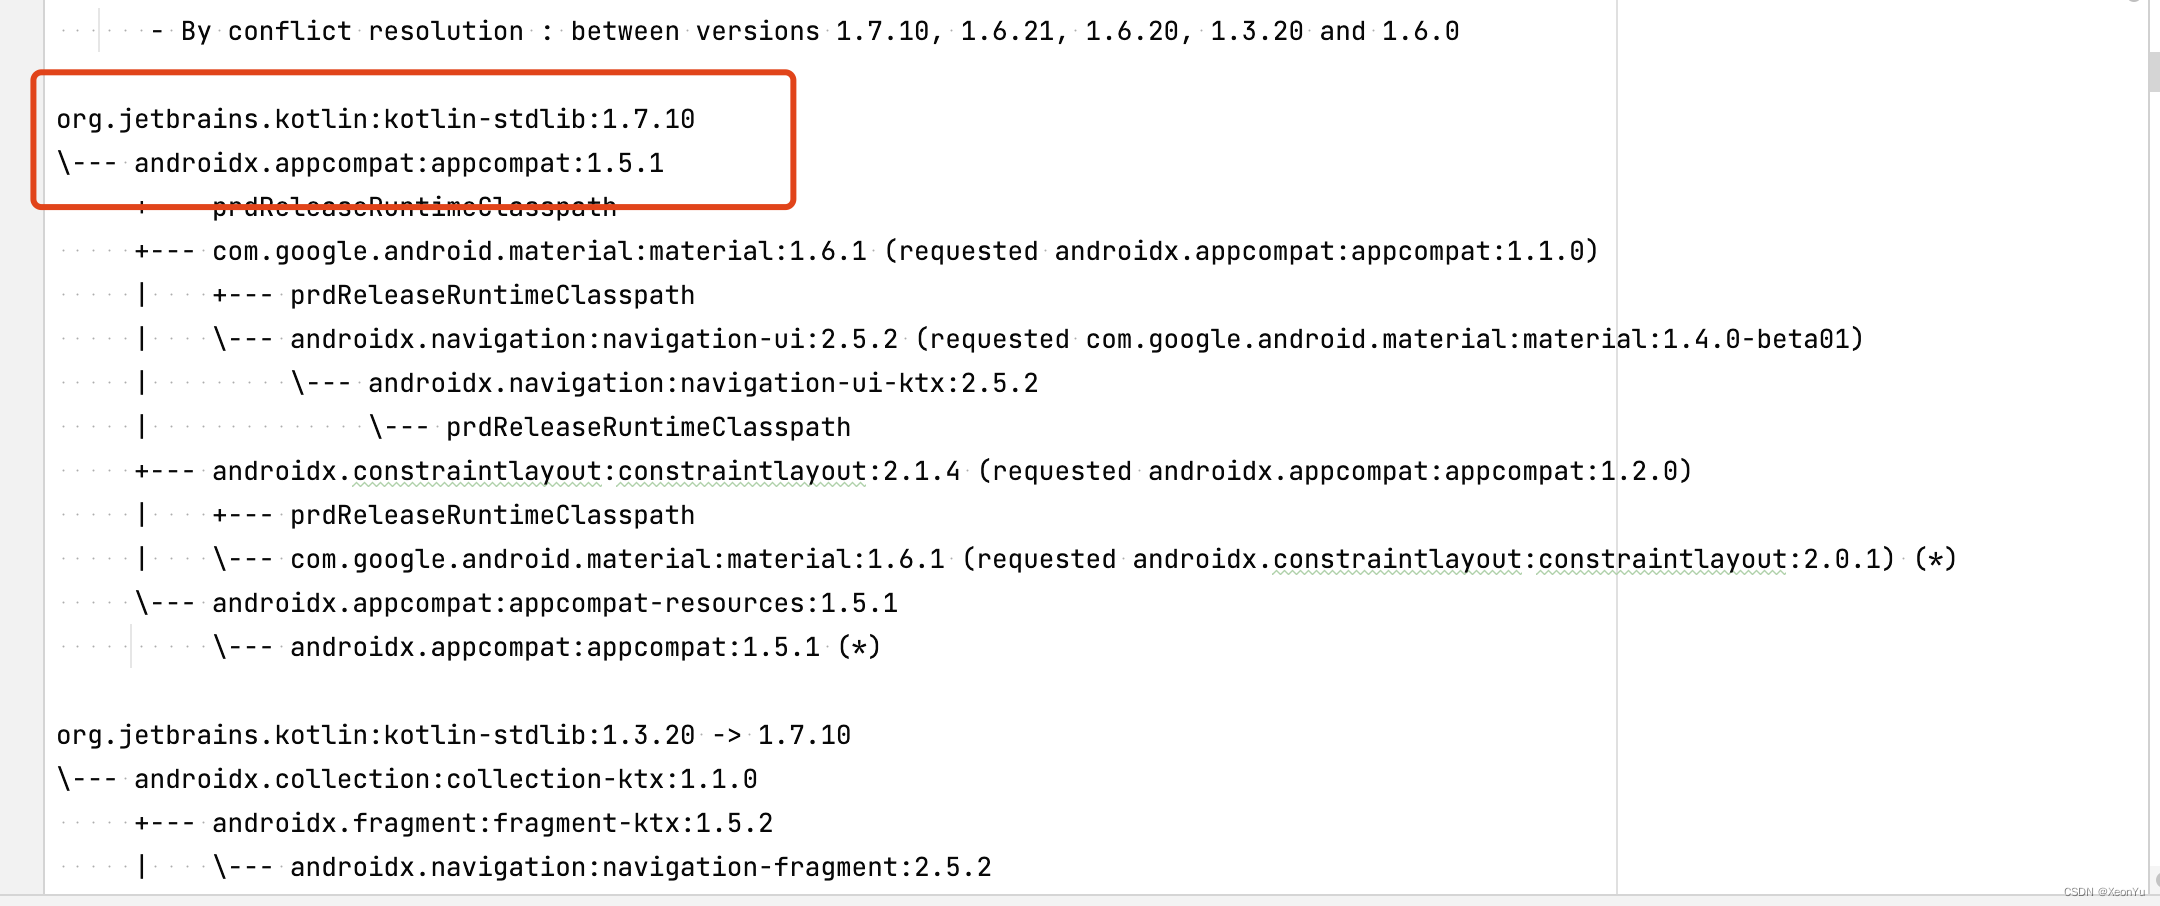 - By conflict resolution : between versions 1.7.10, 1.6.21, 1.6.20, 1.3.20 and 1.6.0
org.jetbrains.kotlin:kotlin-stdlib:1.7.10
\--- androidx.appcompat:appcompat:1.5.1
     +--- prdReleaseRuntimeClasspath
     +--- com.google.android.material:material:1.6.1 (requested androidx.appcompat:appcompat:1.1.0)
     |    +--- prdReleaseRuntimeClasspath
     |    \--- androidx.navigation:navigation-ui:2.5.2 (requested com.google.android.material:material:1.4.0-beta01)
     |         \--- androidx.navigation:navigation-ui-ktx:2.5.2
     |              \--- prdReleaseRuntimeClasspath
     +--- androidx.constraintlayout:constraintlayout:2.1.4 (requested androidx.appcompat:appcompat:1.2.0)
     |    +--- prdReleaseRuntimeClasspath
     |    \--- com.google.android.material:material:1.6.1 (requested androidx.constraintlayout:constraintlayout:2.0.1) (*)
     \--- androidx.appcompat:appcompat-resources:1.5.1
          \--- androidx.appcompat:appcompat:1.5.1 (*)
org.jetbrains.kotlin:kotlin-stdlib:1.3.20 -> 1.7.10
\--- androidx.collection:collection-ktx:1.1.0
     +--- androidx.fragment:fragment-ktx:1.5.2
     |    \--- androidx.navigation:navigation-fragment:2.5.2
CSDN @XeonYu